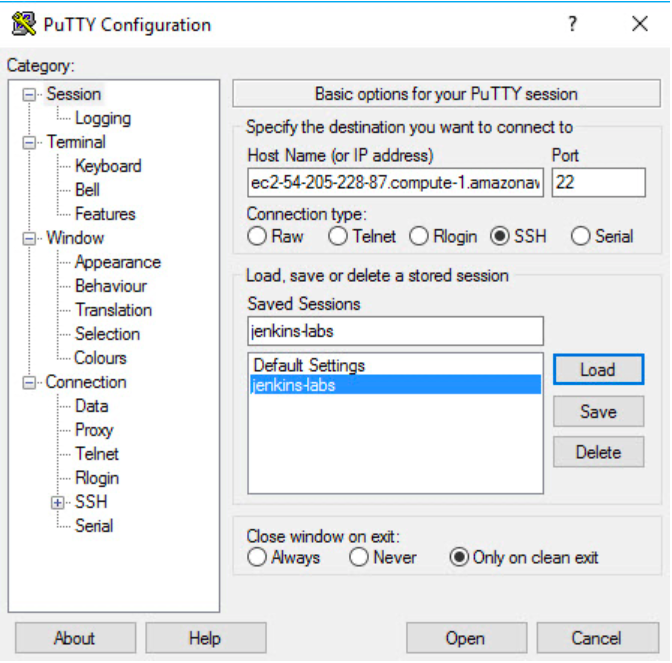 PuTTY Configuration ?
Category:
Session
Logging
Terminal
Keyboard
Bell
Features
Window
Appearance
Behaviour
Translation
Selection
Colours
Connection
Data
Proxy
Telnet
Rlogin
SSH
Serial
Basic options for your PuTTY session
Specify the destination you want to connect to
Host Name (or IP address) Port
ec2-54-205-228-87.compute-1.amazonav 22
Connection type:
Raw Telnet Rlogin SSH Serial
Load, save or delete a stored session
Saved Sessions
jenkins-labs
Default Settings
jenkins-labs
Load
Save
Delete
Close window on exit:
Always Never Only on clean exit
About Help Open Cancel